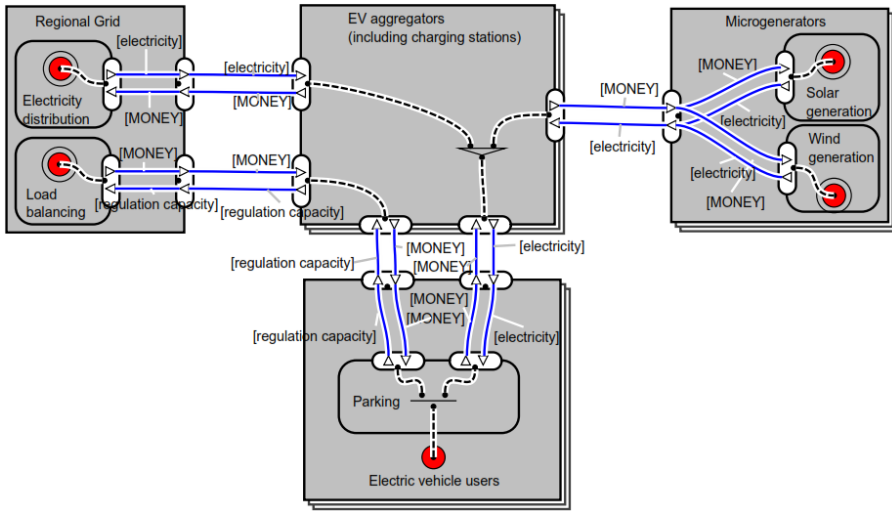 Regional Grid
EV aggregators
(including charging stations)
Microgenerators
[electricity]
[electricity]
[MONEY]
[MONEY]
Electricity
distribution
[MONEY]
[MONEY]
Solar
generation
[electricity]
[electricity]
Wind
generation
[electricity]
[MONEY]
[MONEY]
[MONEY]
Load
balancing
[regulation capacity]
[regulation capacity]
[MONEY]
[electricity]
[regulation capacity]
[MONEY]
[MONEY]
[MONEY]
[regulation capacity]
[electricity]
Parking
Electric vehicle users